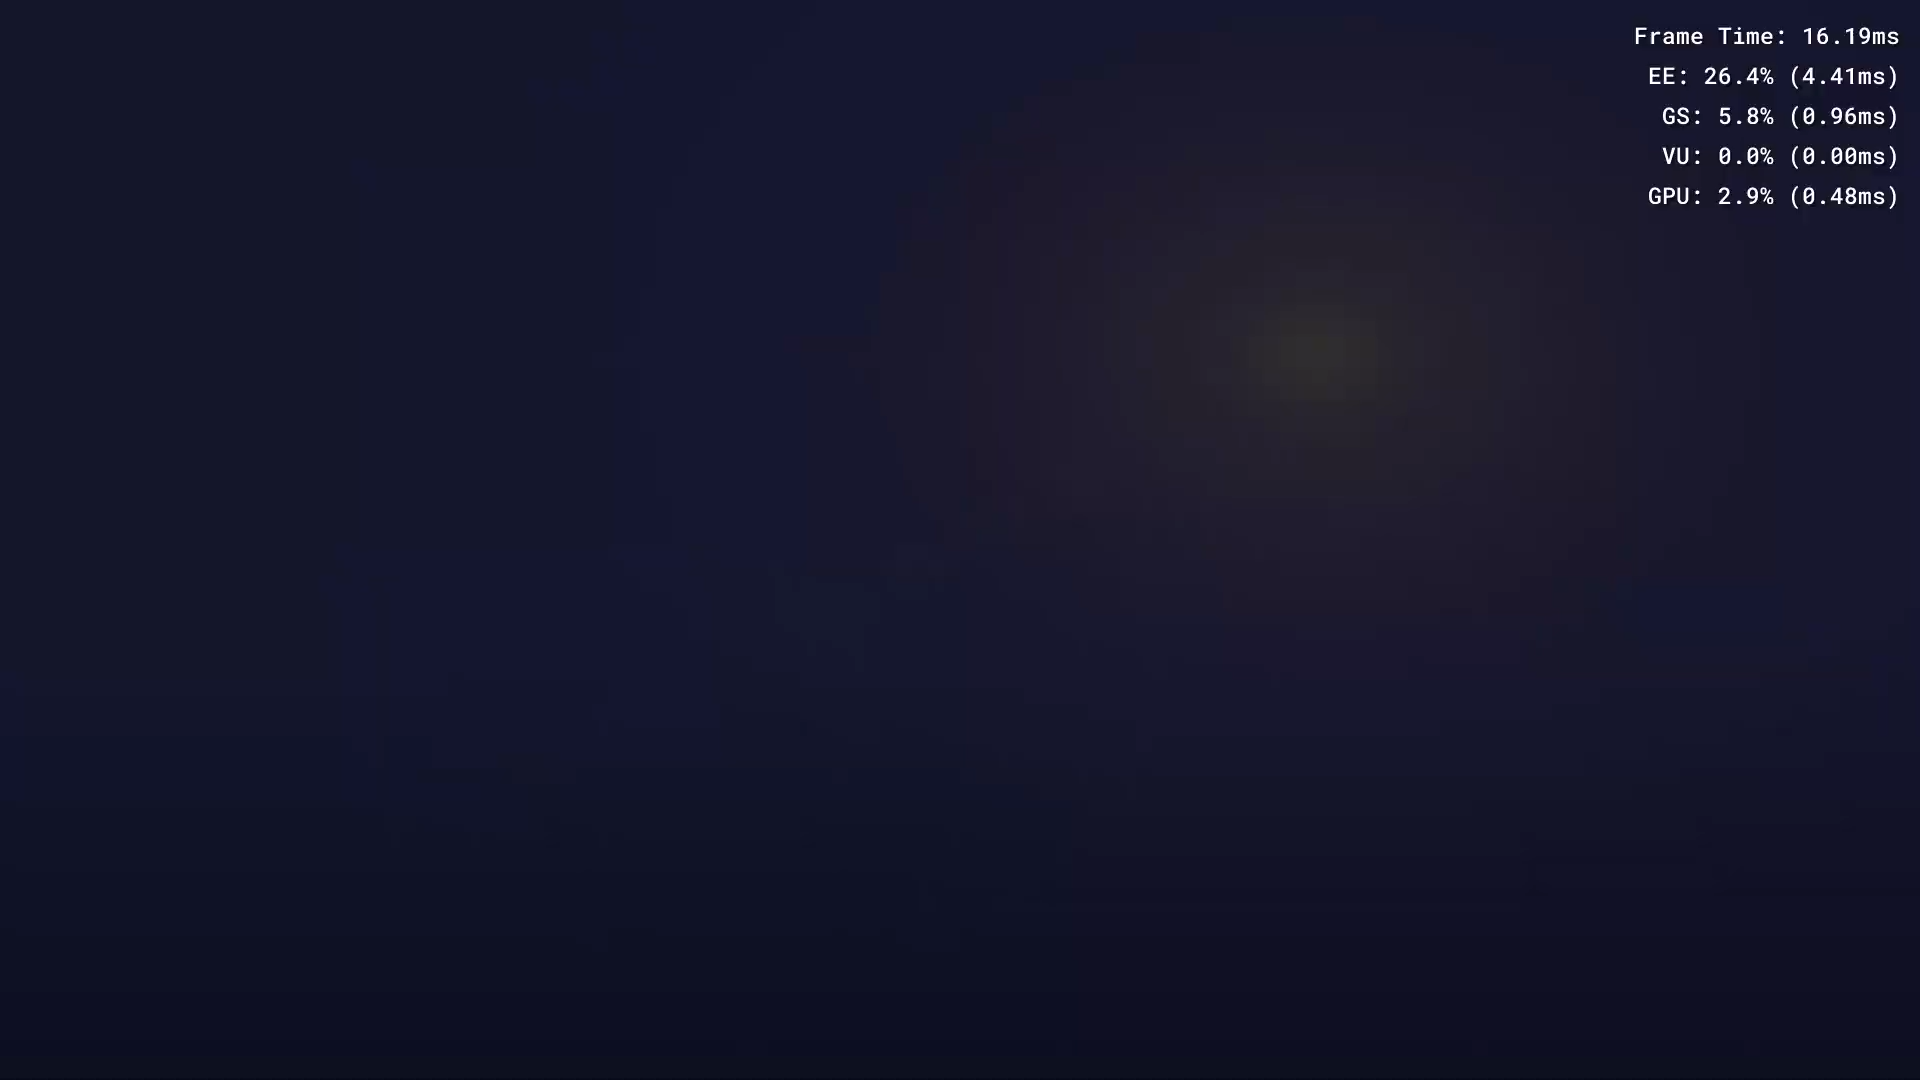 Frame Time: 16.19ms
EE: 26.4% (4.41ms)
GS: 5.8% (0.96ms)
VU: 0.0% (0.00ms)
GPU: 2.9% (0.48ms)